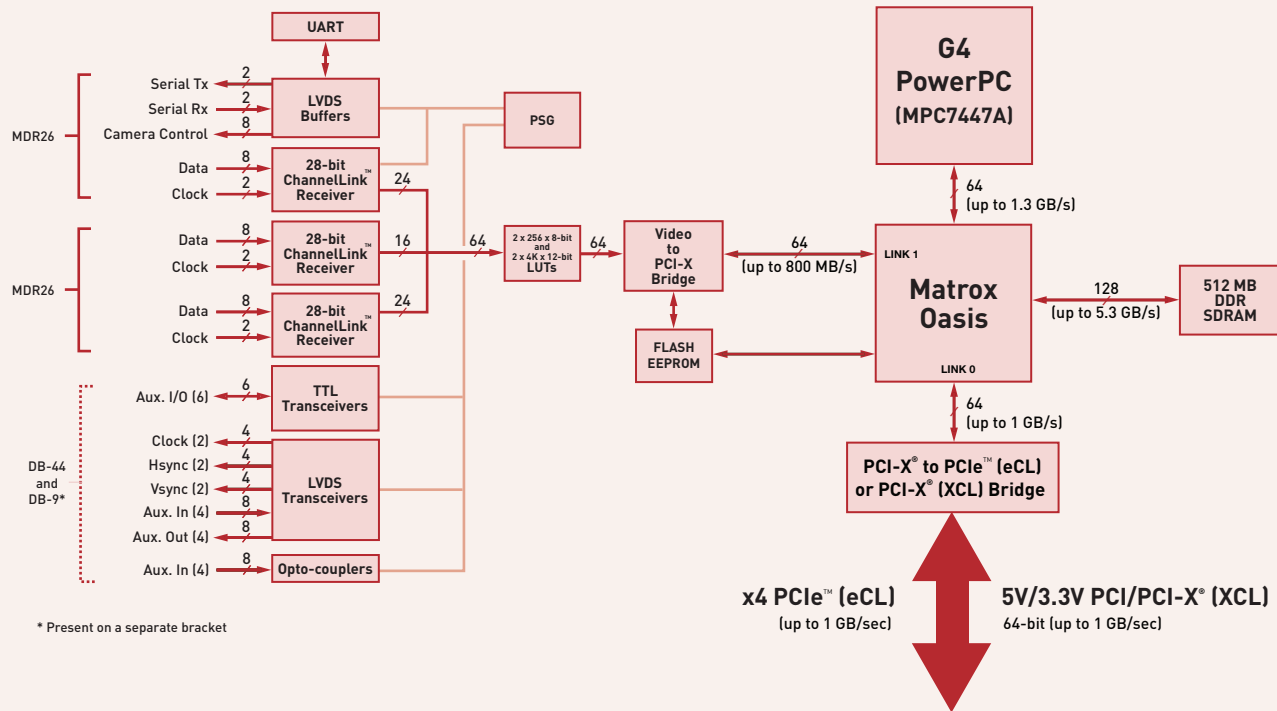 UART
MDR26
Serial Tx
2
Serial Rx
2
Camera Control
8
LVDS
Buffers
PSG
Data
8
Clock
2
28-bit
ChannelLink™
Receiver
24
MDR26
Data
8
Clock
2
28-bit
ChannelLink™
Receiver
16
64
Data
8
Clock
2
28-bit
ChannelLink™
Receiver
24
2 x 256 x 8-bit
and
2 x 4K x 12-bit
LUTs
64
Video
to
PCI-X
Bridge
64
(up to 800 MB/s)
FLASH
EEPROM
G4
PowerPC
(MPC7447A)
64
(up to 1.3 GB/s)
LINK 1
Matrox
Oasis
LINK 0
128
(up to 5.3 GB/s)
512 MB
DDR
SDRAM
64
(up to 1 GB/s)
PCI-X® to PCIe™ (eCL)
or PCI-X® (XCL) Bridge
x4 PCIe™ (eCL)
(up to 1 GB/sec)
5V/3.3V PCI/PCI-X® (XCL)
64-bit (up to 1 GB/sec)
DB-44
and
DB-9*
Aux. I/O (6)
6
TTL
Transceivers
Clock (2)
4
Hsync (2)
4
Vsync (2)
4
Aux. In (4)
8
Aux. Out (4)
8
LVDS
Transceivers
Aux. In (4)
8
Opto-couplers
* Present on a separate bracket